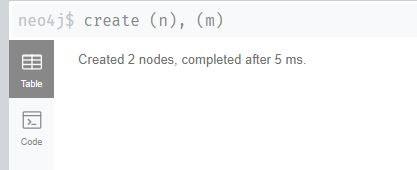 neo4j$ create (n), (m)
Created 2 nodes, completed after 5 ms.
Table
Code